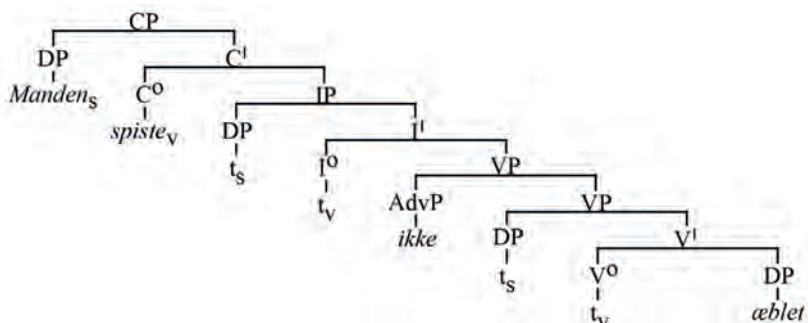 CP
DP C'
Manden_S C^o IP
spiste_V DP I'
t_S I^o VP
t_V AdvP VP
ikke DP V'
t_S V^o DP
t_V æblet